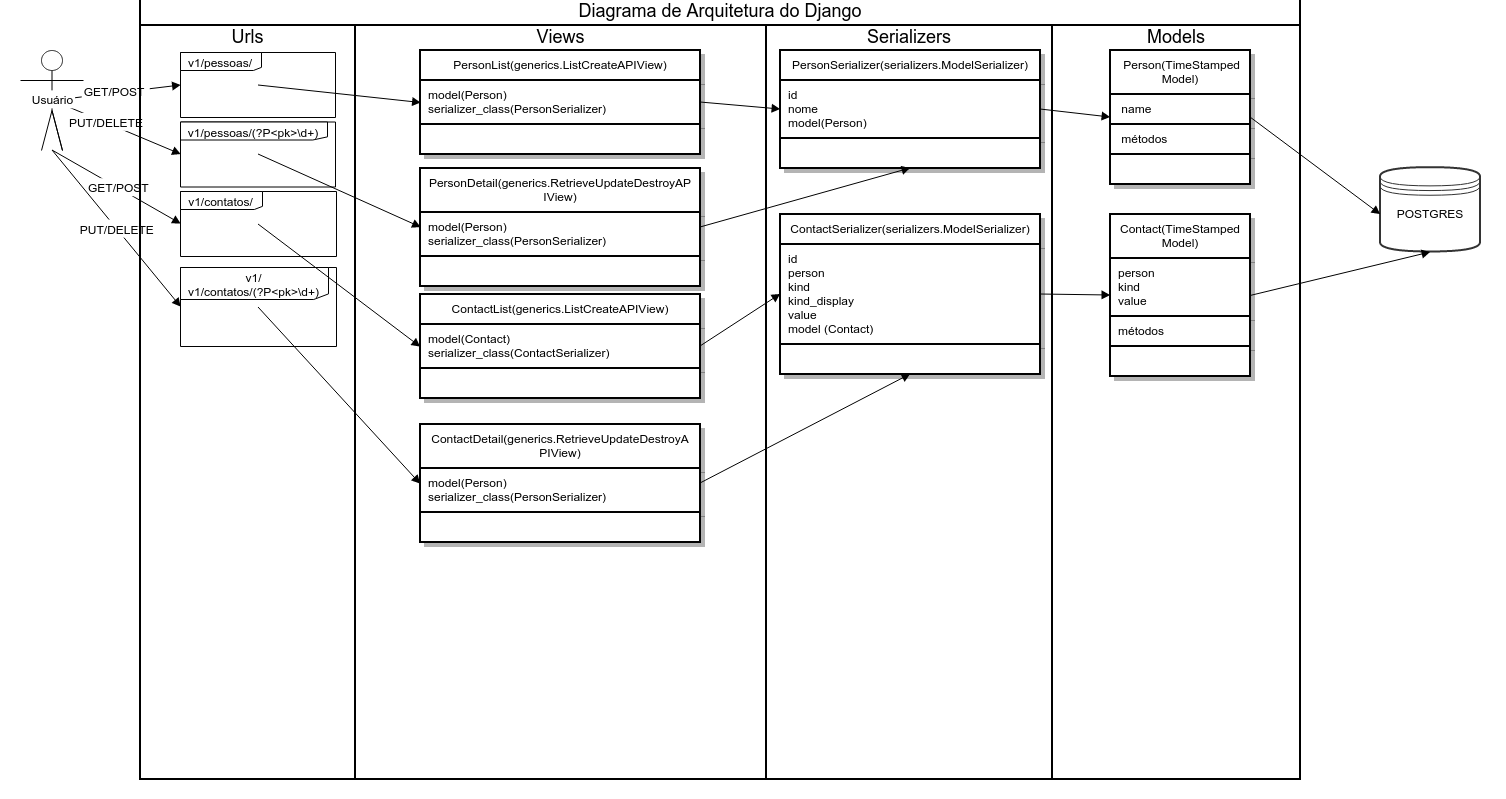 Diagrama de Arquitetura do Django
Urls
Views
Serializers
Models
Usuário
GET/POST
PUT/DELETE
GET/POST
PUT/DELETE
v1/pessoas/
v1/pessoas/(?P<pk>\d+)
v1/contatos/
v1/
v1/contatos/(?P<pk>\d+)
PersonList(generics.ListCreateAPIView)
model(Person)
serializer_class(PersonSerializer)
PersonDetail(generics.RetrieveUpdateDestroyAP
IView)
model(Person)
serializer_class(PersonSerializer)
ContactList(generics.ListCreateAPIView)
model(Contact)
serializer_class(ContactSerializer)
ContactDetail(generics.RetrieveUpdateDestroyA
PIView)
model(Person)
serializer_class(PersonSerializer)
PersonSerializer(serializers.ModelSerializer)
id
nome
model(Person)
ContactSerializer(serializers.ModelSerializer)
id
person
kind
kind_display
value
model (Contact)
Person(TimeStamped
Model)
name
métodos
Contact(TimeStamped
Model)
person
kind
value
métodos
POSTGRES